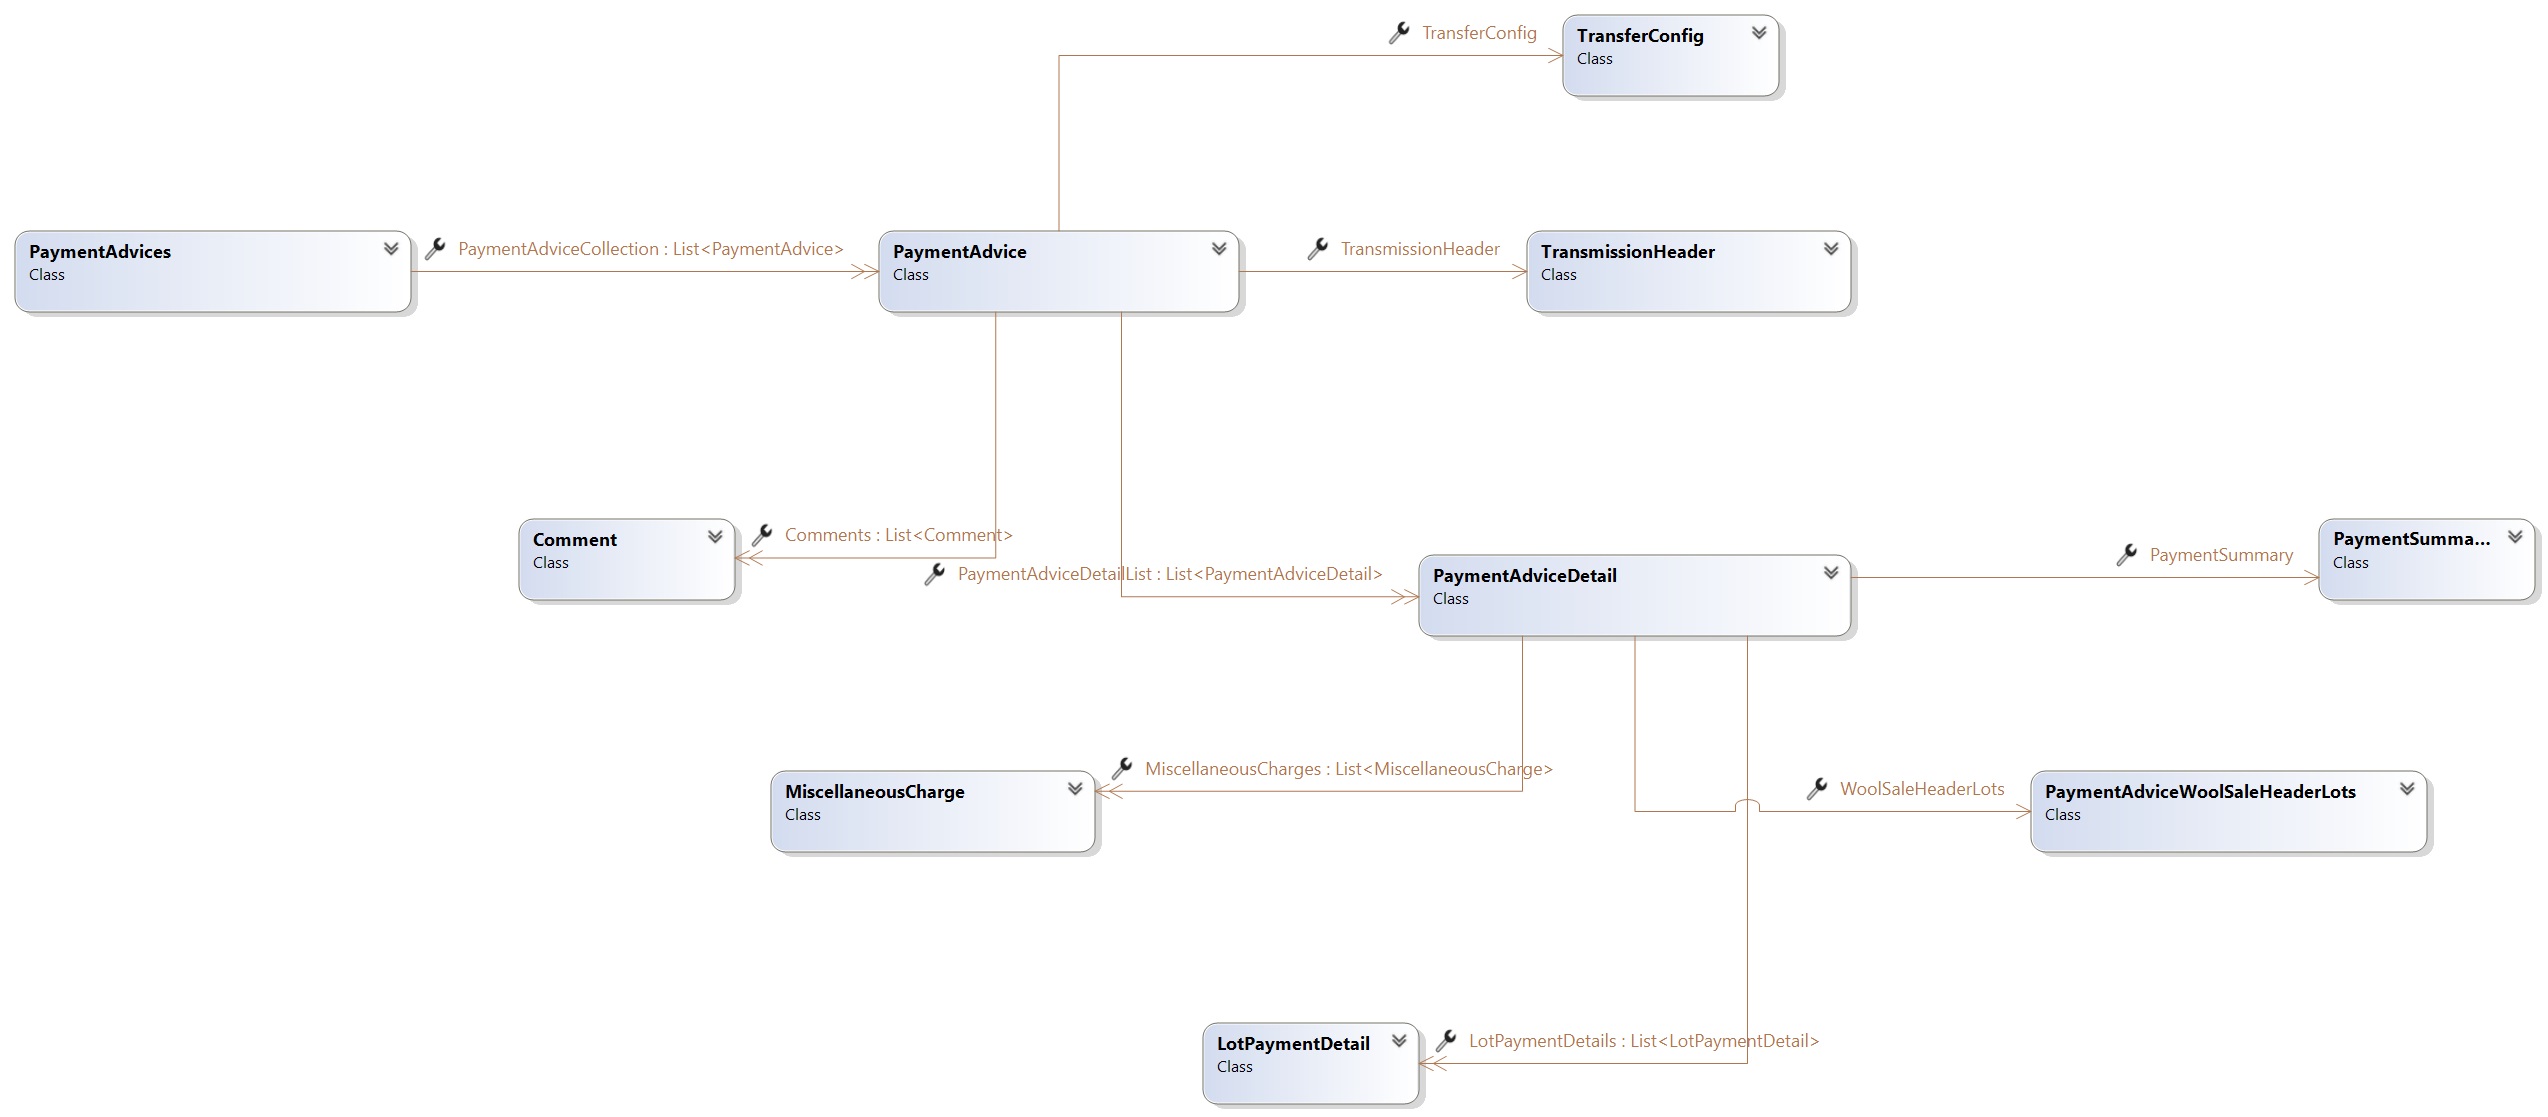 TransferConfig
TransferConfig
Class
PaymentAdvices
Class
PaymentAdviceCollection : List<PaymentAdvice>
PaymentAdvice
Class
TransmissionHeader
TransmissionHeader
Class
Comment
Class
Comments : List<Comment>
PaymentAdviceDetailList : List<PaymentAdviceDetail>
PaymentAdviceDetail
Class
PaymentSummary
PaymentSumma...
Class
MiscellaneousCharge
Class
MiscellaneousCharges : List<MiscellaneousCharge>
WoolSaleHeaderLots
PaymentAdviceWoolSaleHeaderLots
Class
LotPaymentDetail
Class
LotPaymentDetails : List<LotPaymentDetail>